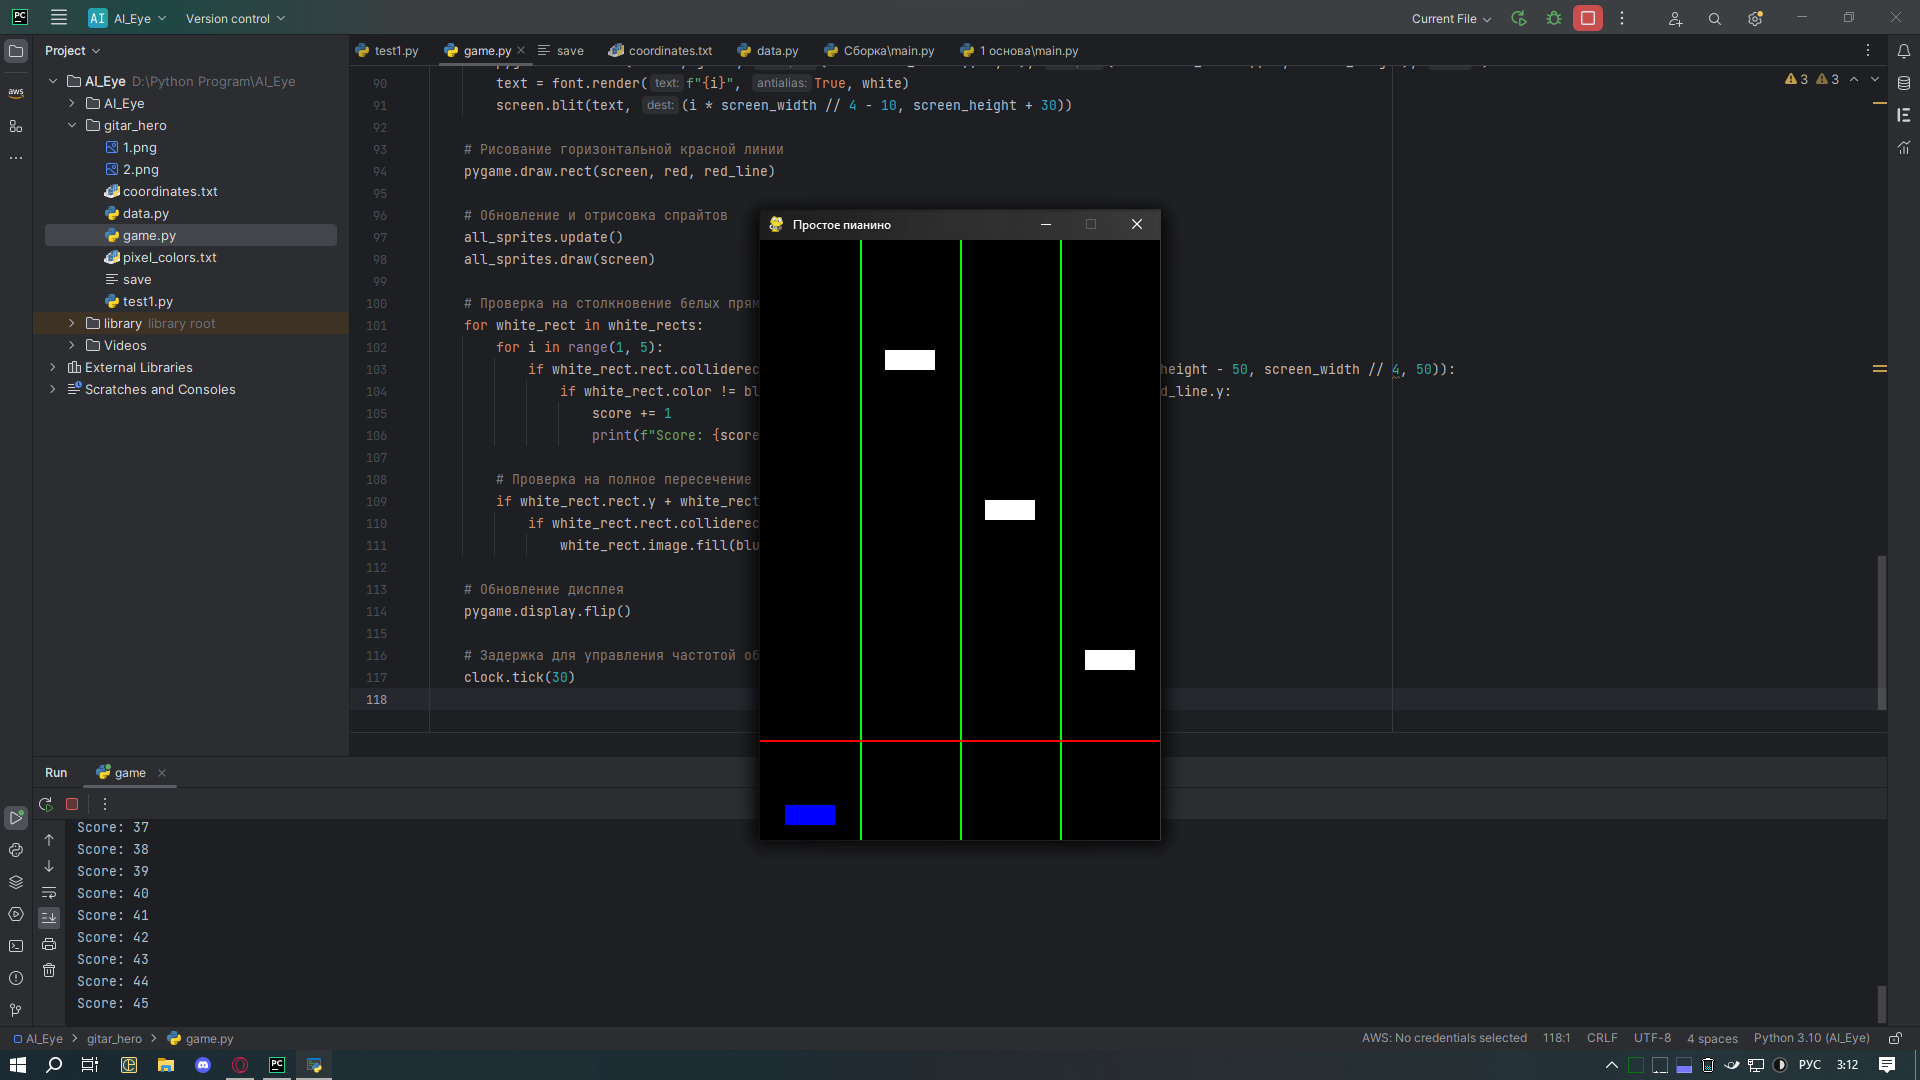 PC
AI AI_Eye Version control
Current File
Project
test1.py game.py save coordinates.txt data.py Сборка\main.py 1 основа\main.py
AI_Eye D:\Python Program\AI_Eye
AI_Eye
gitar_hero
1.png
2.png
coordinates.txt
data.py
game.py
pixel_colors.txt
save
test1.py
library library root
Videos
External Libraries
Scratches and Consoles
aws
3 3
90 text = font.render( text: f"{i}", antialias: True, white)
91 screen.blit(text, dest: (i * screen_width // 4 - 10, screen_height + 30))
92
93 # Рисование горизонтальной красной линии
94 pygame.draw.rect(screen, red, red_line)
95
96 # Обновление и отрисовка спрайтов
97 all_sprites.update()
98 all_sprites.draw(screen)
99
100 # Проверка на столкновение белых прям
101 for white_rect in white_rects:
102 for i in range(1, 5):
103 if white_rect.rect.colliderec height - 50, screen_width // 4, 50)):
104 if white_rect.color != bl d_line.y:
105 score += 1
106 print(f"Score: {score
107
108 # Проверка на полное пересечение
109 if white_rect.rect.y + white_rect
110 if white_rect.rect.colliderec
111 white_rect.image.fill(blu
112
113 # Обновление дисплея
114 pygame.display.flip()
115
116 # Задержка для управления частотой об
117 clock.tick(30)
118
Простое пианино
Run game
Score: 37
Score: 38
Score: 39
Score: 40
Score: 41
Score: 42
Score: 43
Score: 44
Score: 45
AI_Eye gitar_hero game.py
AWS: No credentials selected 118:1 CRLF UTF-8 4 spaces Python 3.10 (AI_Eye)
PC
РУС 3:12